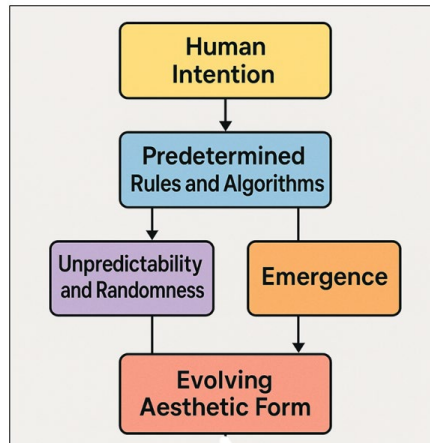 Human
Intention
Predetermined
Rules and Algorithms
Unpredictability
and Randomness
Emergence
Evolving
Aesthetic Form